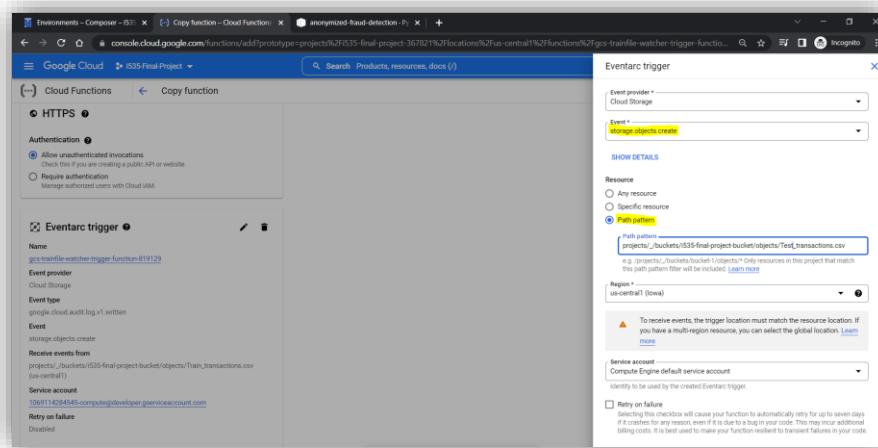 Environments – Composer – I535
Copy function – Cloud Functions
anonymized-fraud-detection - Py
console.cloud.google.com/functions/add?prototype=projects%2Fi535-final-project-367821%2Flocations%2Fus-central1%2Ffunctions%2Fgcs-trainfile-watcher-trigger-functio...
Incognito
Google Cloud
I535-Final-Project
Search Products, resources, docs (/)
Cloud Functions
Copy function
HTTPS
Authentication
Allow unauthenticated invocations
Check this if you are creating a public API or website.
Require authentication
Manage authorized users with Cloud IAM.
Eventarc trigger
Name
gcs-trainfile-watcher-trigger-function-819129
Event provider
Cloud Storage
Event type
google.cloud.audit.log.v1.written
Event
storage.objects.create
Receive events from
projects/_/buckets/i535-final-project-bucket/objects/Train_transactions.csv
(us-central1)
Service account
1069114284545-compute@developer.gserviceaccount.com
Retry on failure
Disabled
Eventarc trigger
Event provider *
Cloud Storage
Event *
storage.objects.create
SHOW DETAILS
Resource
Any resource
Specific resource
Path pattern
Path pattern
projects/_/buckets/i535-final-project-bucket/objects/Test_transactions.csv
e.g. /projects/_/buckets/bucket-1/objects/* Only resources in this project that match
this path pattern filter will be included. Learn more
Region *
us-central1 (Iowa)
To receive events, the trigger location must match the resource location. If
you have a multi-region resource, you can select the global location. Learn
more
Service account
Compute Engine default service account
Identity to be used by the created Eventarc trigger.
Retry on failure
Selecting this checkbox will cause your function to automatically retry for up to seven days
if it crashes for any reason, even if it is due to a bug in your code. This may incur additional
billing costs. It is best used to make your function resilient to transient failures in your code.